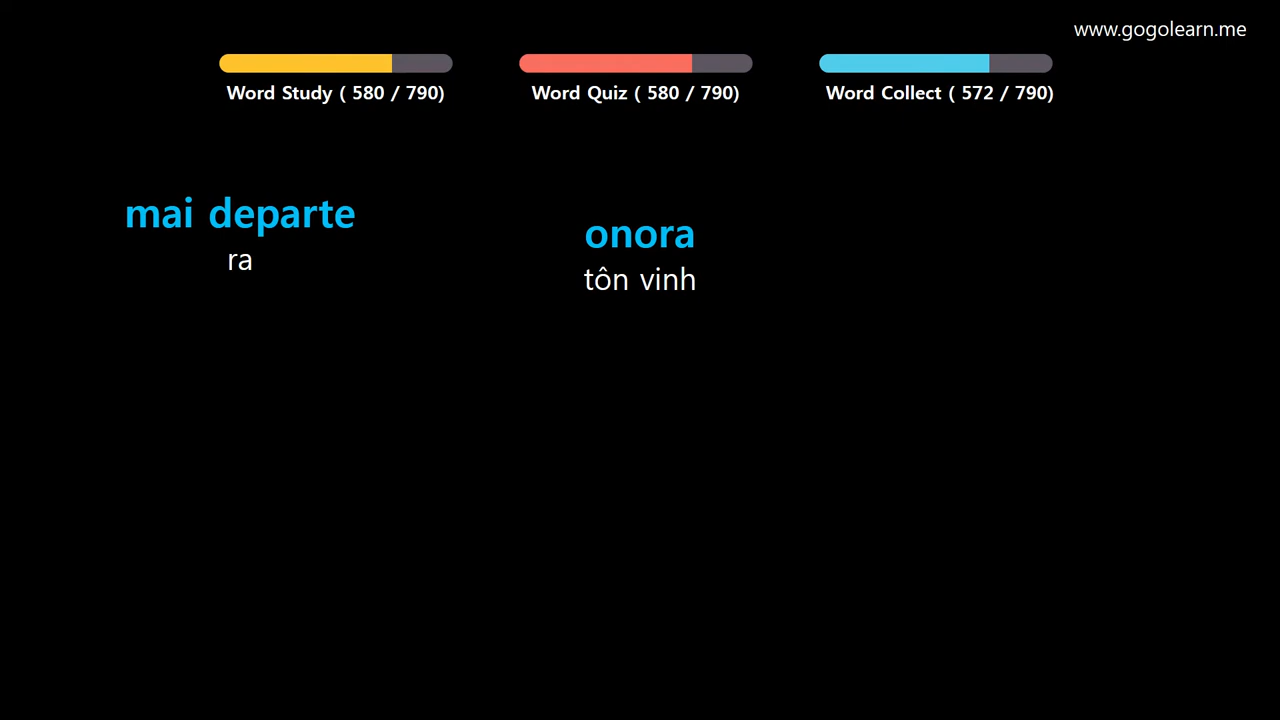 www.gogolearn.me
Word Study ( 580 / 790)
Word Quiz ( 580 / 790)
Word Collect ( 572 / 790)
mai departe
ra
onora
tôn vinh